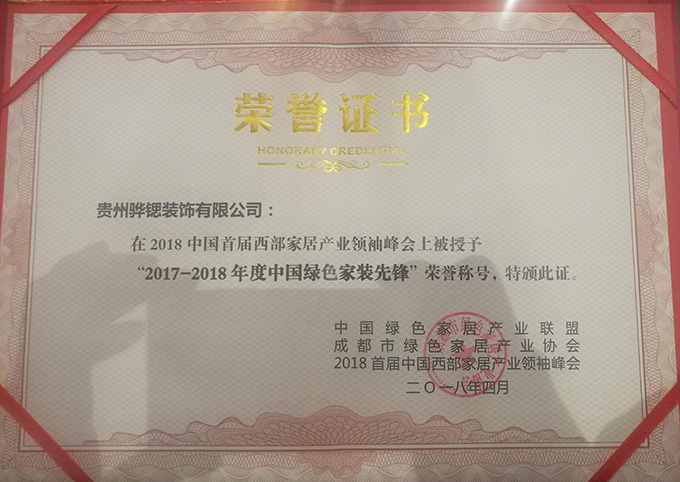 荣誉证书
HONORARY CREDENTIAL
贵州骅锶装饰有限公司：
在2018中国首届西部家居产业领袖峰会上被授予
“2017-2018年度中国绿色家装先锋”荣誉称号，特颁此证。
中国绿色家居产业联盟
成都市绿色家居产业协会
2018首届中国西部家居产业领袖峰会
二〇一八年四月